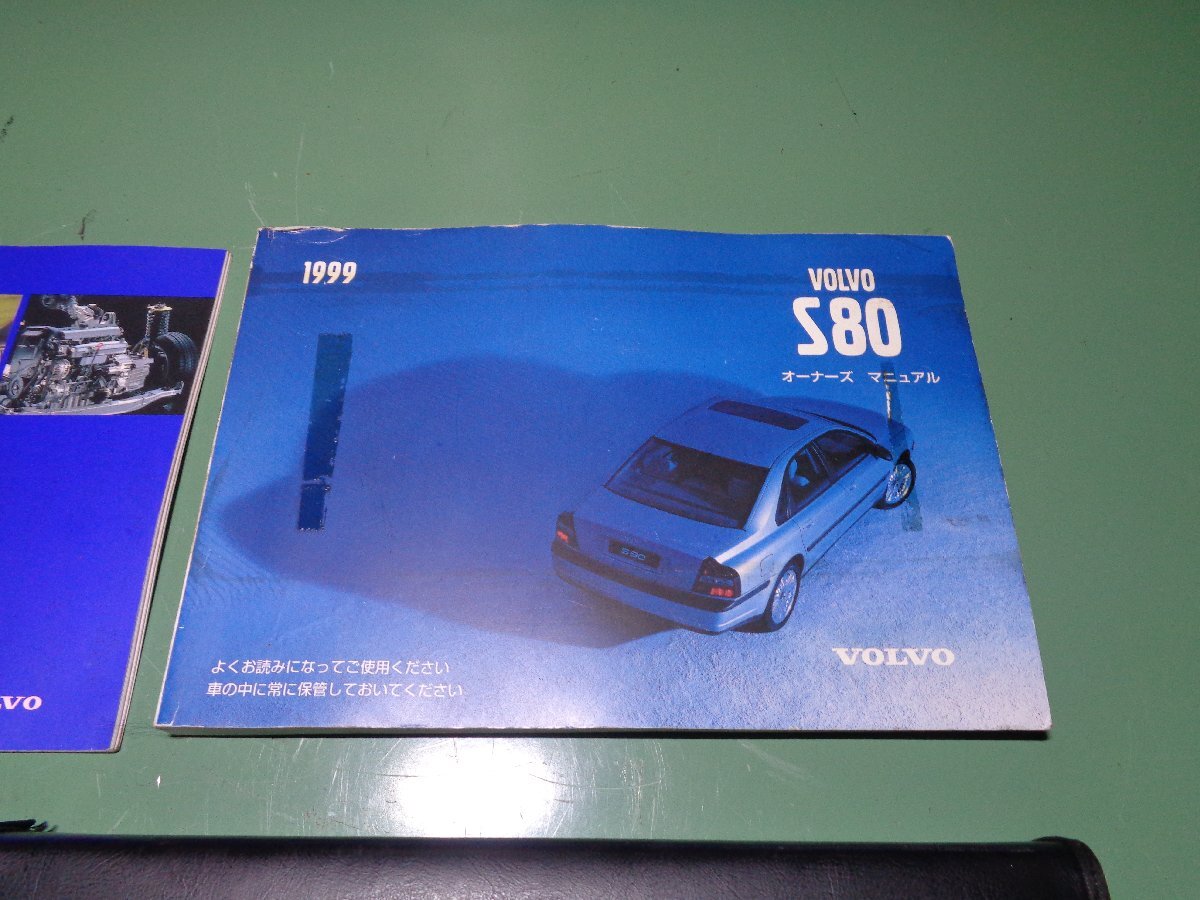 1999
VOLVO
S80
オーナーズ マニュアル
S80
よくお読みになってご使用ください
車の中に常に保管しておいてください
VOLVO
LVO